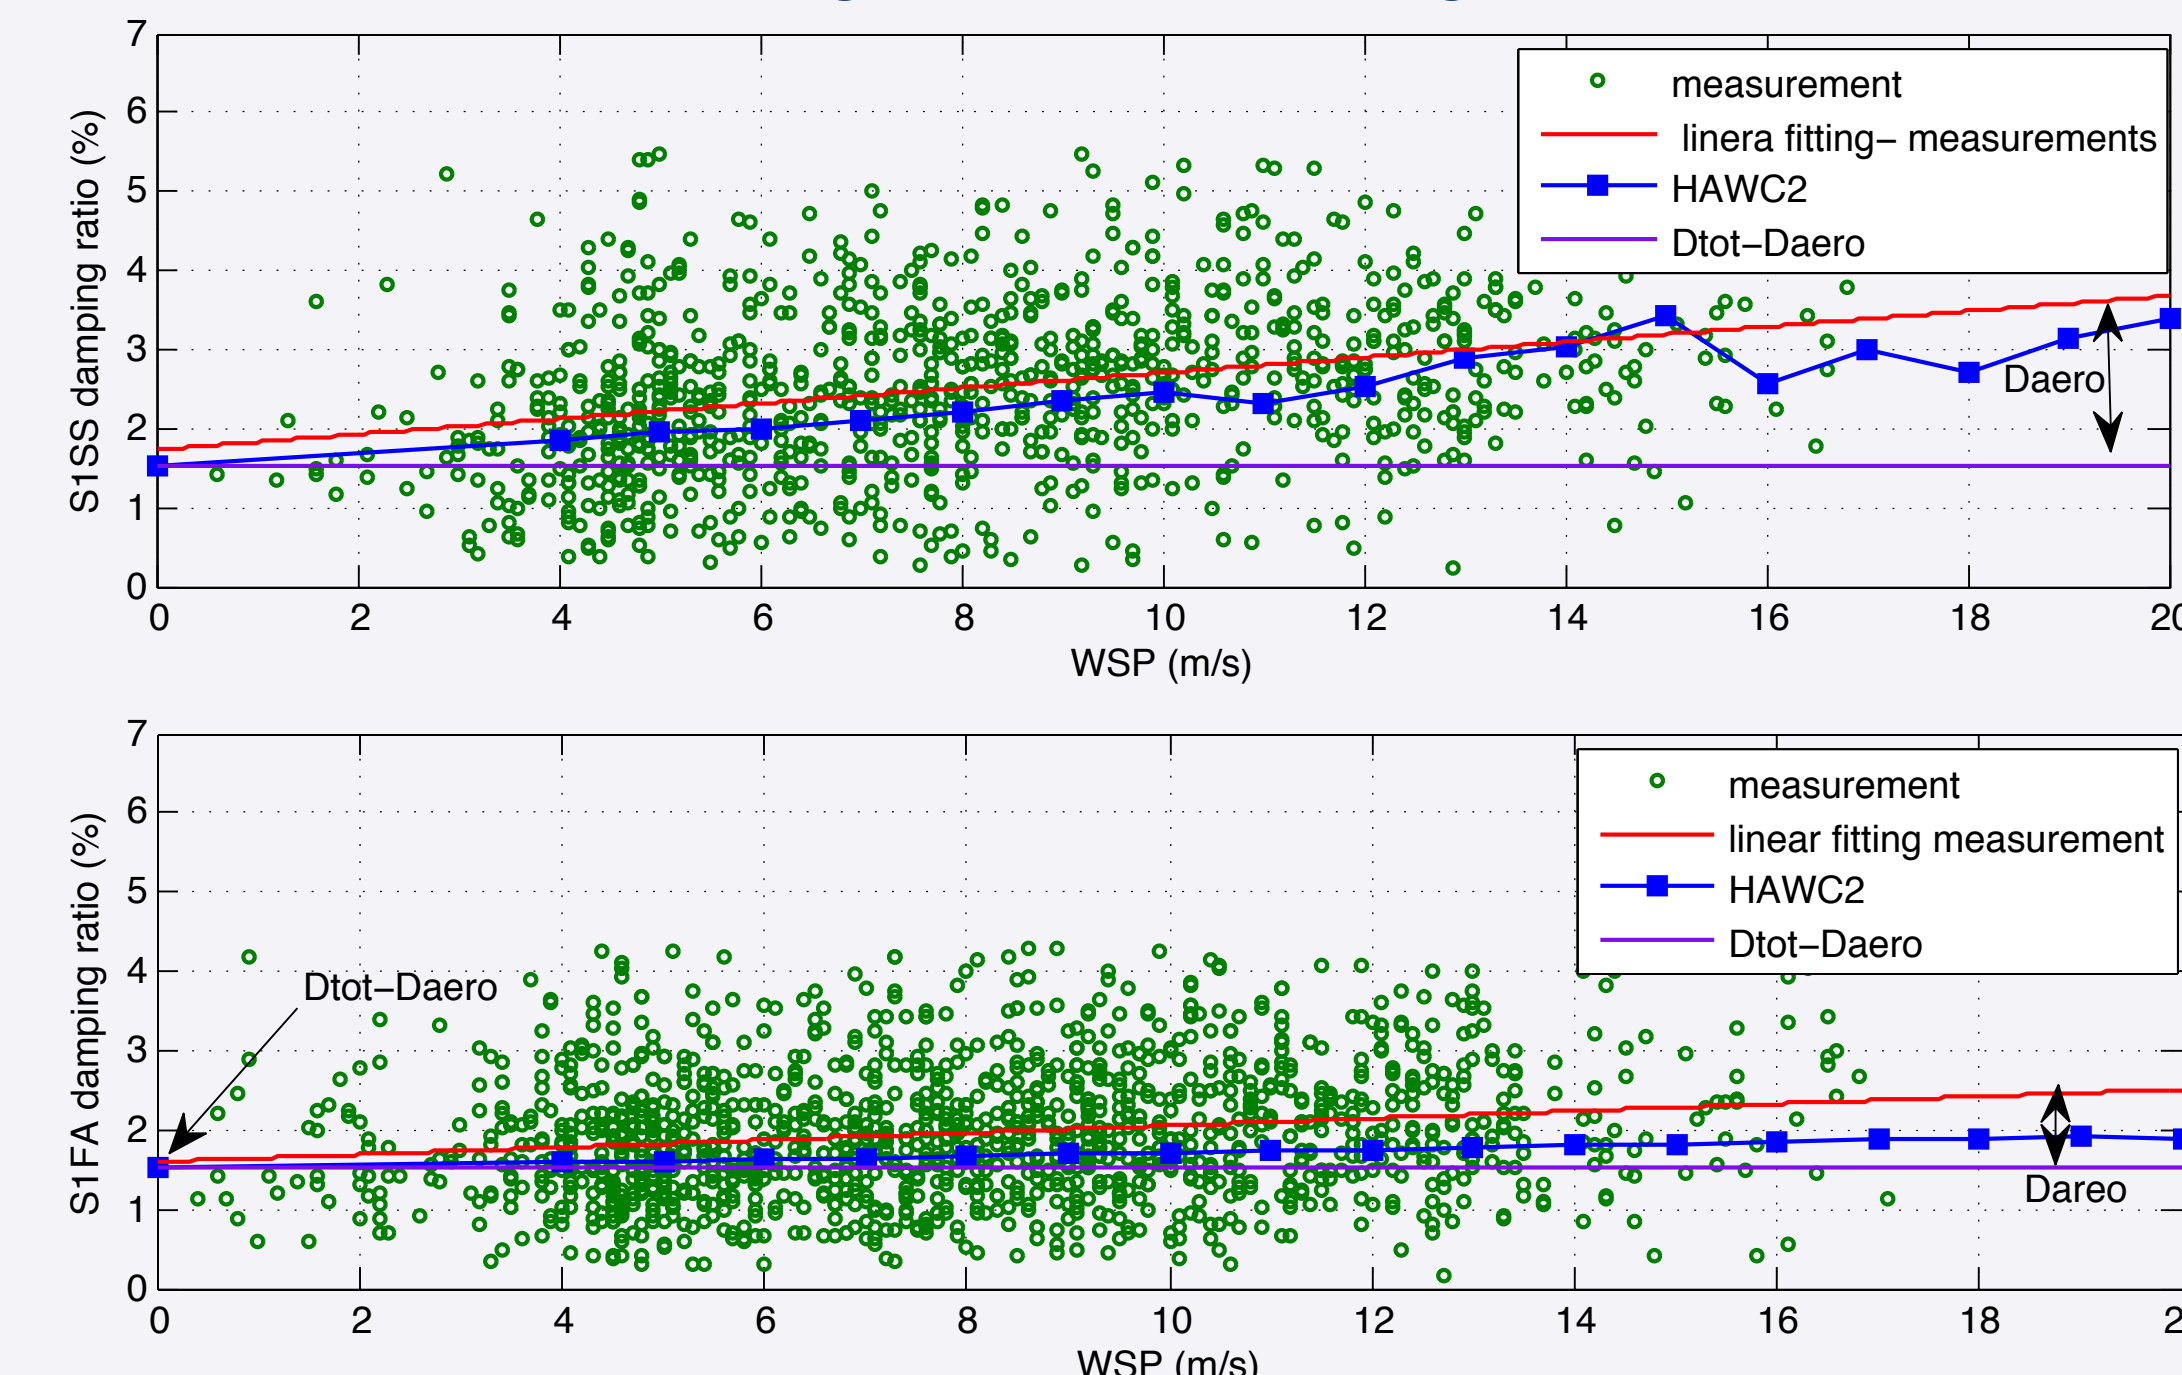 7
6
5
4
3
2
1
0
S1SS damping ratio (%)
measurement
linera fitting− measurements
HAWC2
Dtot−Daero
Daero
0 2 4 6 8 10 12 14 16 18 20
WSP (m/s)
7
6
5
4
3
2
1
0
S1FA damping ratio (%)
measurement
linear fitting measurement
HAWC2
Dtot−Daero
Dtot−Daero
Dareo
0 2 4 6 8 10 12 14 16 18 2
WSP (m/s)